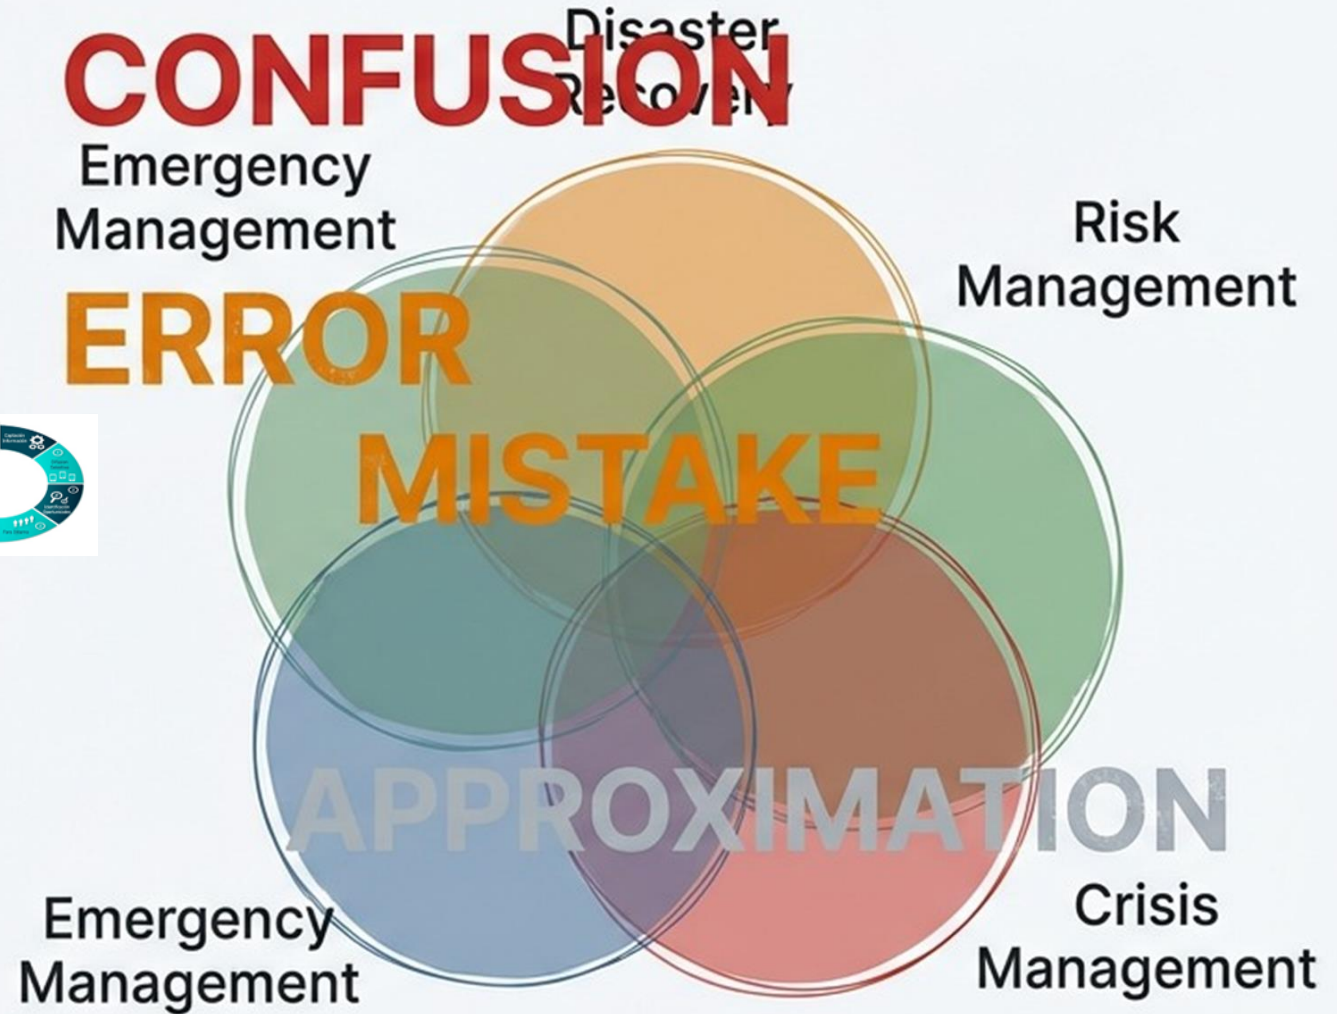 Disaster
Recovery
CONFUSION
Emergency
Management
Risk
Management
ERROR
MISTAKE
APPROXIMATION
Emergency
Management
Crisis
Management